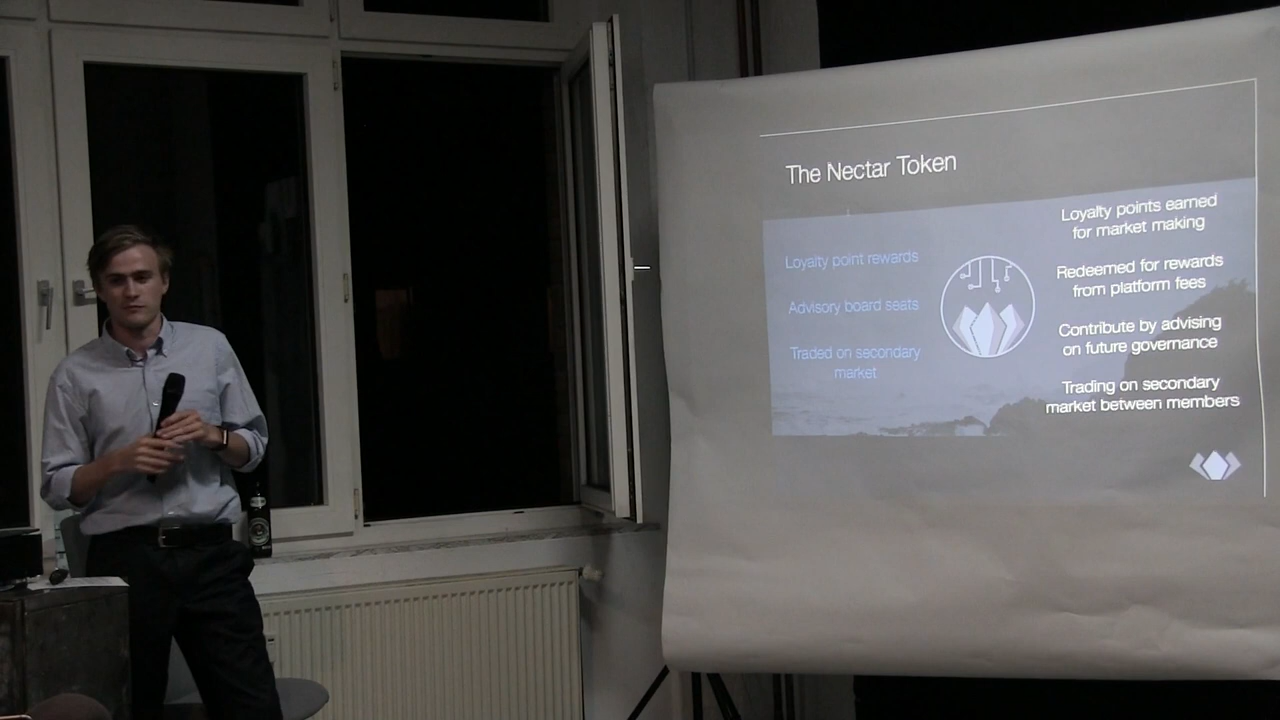 The Nectar Token
Loyalty point rewards
Advisory board seats
Traded on secondary
market
Loyalty points earned
for market making
Redeemed for rewards
from platform fees
Contribute by advising
on future governance
Trading on secondary
market between members